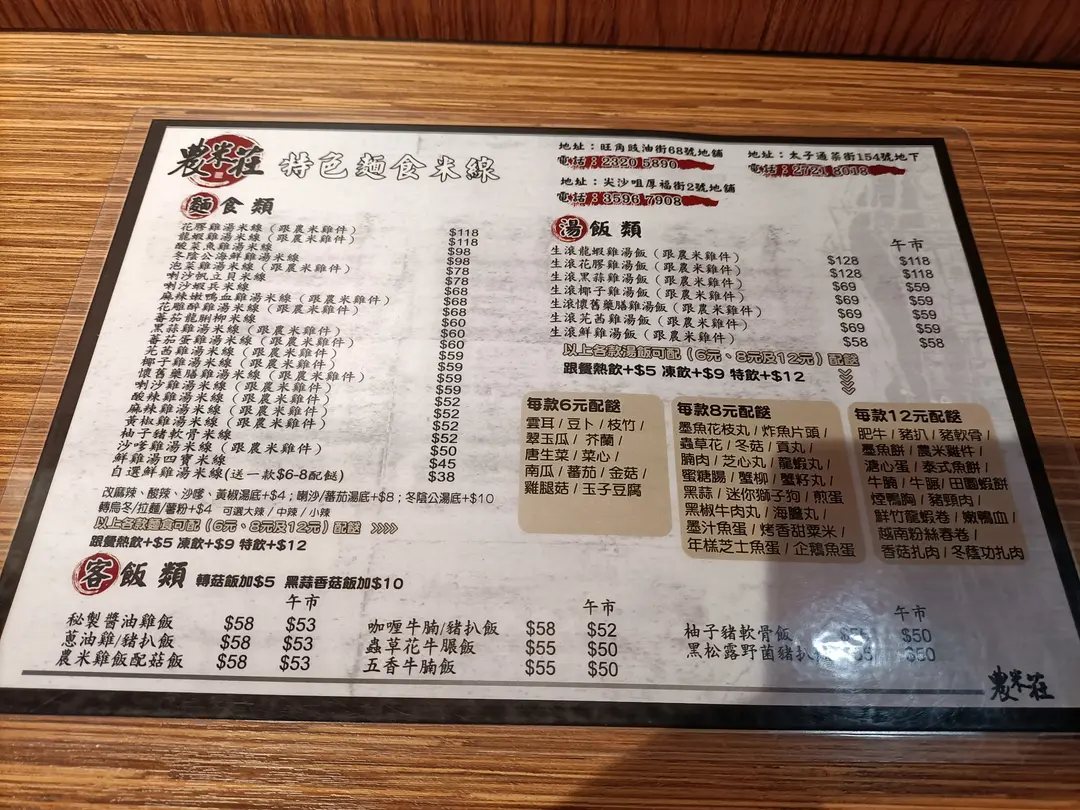 農米莊 特色麵食米線
地址：旺角豉油街68號地舖
電話：2320 5890
地址：太子通菜街154號地下
電話：2721 8018
地址：尖沙咀厚福街2號地舖
電話：3596 7908
麵食類
花膠雞湯米線（跟農米雞件） $118
龍蝦雞湯米線（跟農米雞件） $118
酸菜魚雞湯米線 $98
冬陰公海鮮雞湯米線 $98
泡菜雞湯米線（跟農米雞件） $78
喇沙帆立貝米線 $78
喇沙蝦兵米線 $68
麻辣嫩鴨血雞湯米線（跟農米雞件） $68
花雕醉雞湯米線（跟農米雞件） $68
蕃茄龍脷柳米線 $60
黑蒜雞湯米線（跟農米雞件） $60
蕃茄蛋雞湯米線（跟農米雞件） $60
芫茜雞湯米線（跟農米雞件） $59
椰子雞湯米線（跟農米雞件） $59
懷舊藥膳雞湯米線（跟農米雞件） $59
喇沙雞湯米線（跟農米雞件） $52
酸辣雞湯米線（跟農米雞件） $52
麻辣雞湯米線（跟農米雞件） $52
黃椒雞湯米線（跟農米雞件） $52
柚子豬軟骨米線 $52
沙嗲雞湯米線（跟農米雞件） $50
鮮雞湯四寶米線 $45
自選鮮雞湯米線(送一款$6-8配餸) $38
改麻辣、酸辣、沙嗲、黃椒湯底+$4；喇沙/蕃茄湯底+$8；冬陰公湯底+$10
轉烏冬/拉麵/薯粉+$4 可選大辣 / 中辣 / 小辣
以上各款麵食可配（6元、8元及12元）配餸 >>>>
跟餐熱飲+$5 凍飲+$9 特飲+$12
湯飯類
午市
生滾龍蝦雞湯飯（跟農米雞件） $128 $118
生滾花膠雞湯飯（跟農米雞件） $128 $118
生滾黑蒜雞湯飯（跟農米雞件） $69 $59
生滾椰子雞湯飯（跟農米雞件） $69 $59
生滾懷舊藥膳雞湯飯（跟農米雞件） $69 $59
生滾芫茜雞湯飯（跟農米雞件） $69 $59
生滾鮮雞湯飯（跟農米雞件） $58 $58
以上各款湯飯可配（6元、8元及12元）配餸
跟餐熱飲+$5 凍飲+$9 特飲+$12
每款6元配餸
雲耳 / 豆卜 / 枝竹 /
翠玉瓜 / 芥蘭 /
唐生菜 / 菜心 /
南瓜 / 蕃茄 / 金菇 /
雞腿菇 / 玉子豆腐
每款8元配餸
墨魚花枝丸 / 炸魚片頭 /
蟲草花 / 冬菇 / 貢丸 /
腩肉 / 芝心丸 / 龍蝦丸 /
蜜糖腸 / 蟹柳 / 蟹籽丸 /
黑蒜 / 迷你獅子狗 / 煎蛋
黑椒牛肉丸 / 海膽丸 /
墨汁魚蛋 / 烤香甜粟米 /
年糕芝士魚蛋 / 企鵝魚蛋
每款12元配餸
肥牛 / 豬扒 / 豬軟骨 /
墨魚餅 / 農米雞件 /
溏心蛋 / 泰式魚餅 /
牛腩 / 牛𦟌 / 田園蝦餅
煙鴨胸 / 豬頸肉 /
鮮竹龍蝦卷 / 嫩鴨血 /
越南粉絲春卷 /
香菇扎肉 / 冬蔭功扎肉
客飯類 轉菇飯加$5 黑蒜香菇飯加$10
午市
秘製醬油雞飯 $58 $53
蔥油雞/豬扒飯 $58 $53
農米雞飯配菇飯 $58 $53
午市
咖喱牛腩/豬扒飯 $58 $52
蟲草花牛𦟌飯 $55 $50
五香牛腩飯 $55 $50
午市
柚子豬軟骨飯 $50
黑松露野菌豬扒 $50
農米莊